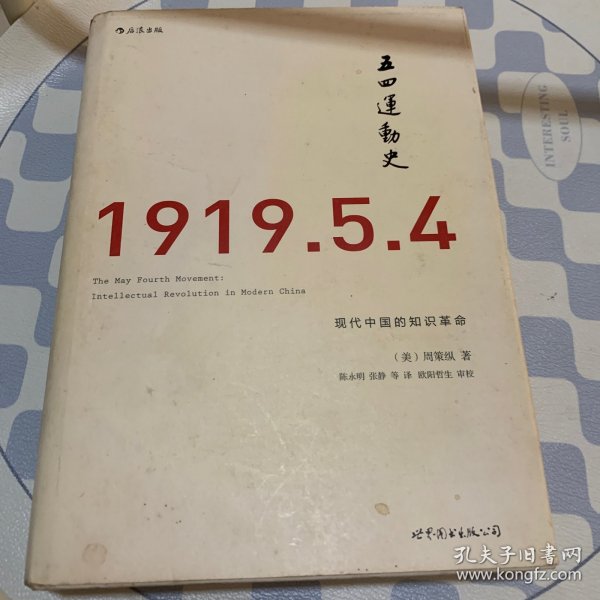 后浪出版
五四運動史
INTERESTING
SOUL
1919.5.4
The May Fourth Movement:
Intellectual Revolution in Modern China
现代中国的知识革命
（美）周策纵 著
陈永明 张静 等 译 欧阳哲生 审校
世界图书出版公司
孔夫子旧書网
www.kongfz.com